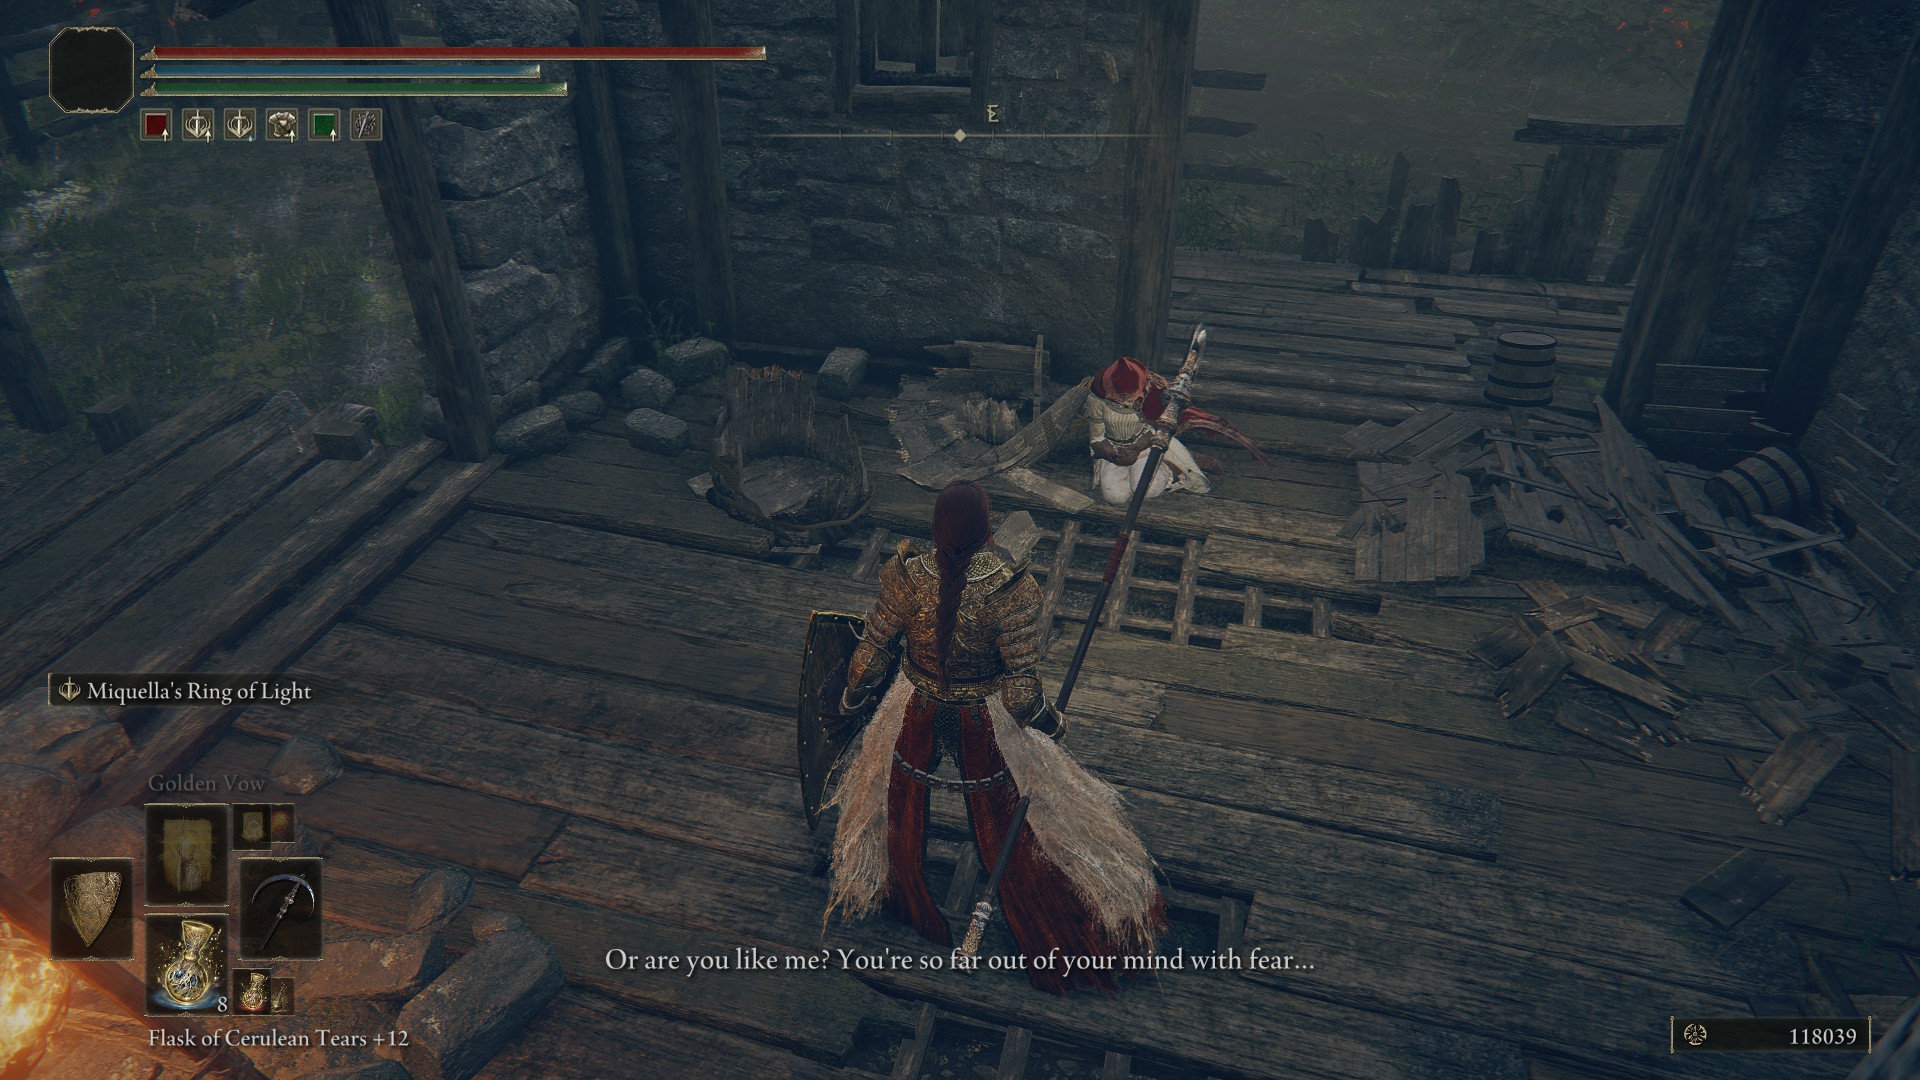 E
Miquella's Ring of Light
Golden Vow
8
Flask of Cerulean Tears +12
Or are you like me? You're so far out of your mind with fear...
118039